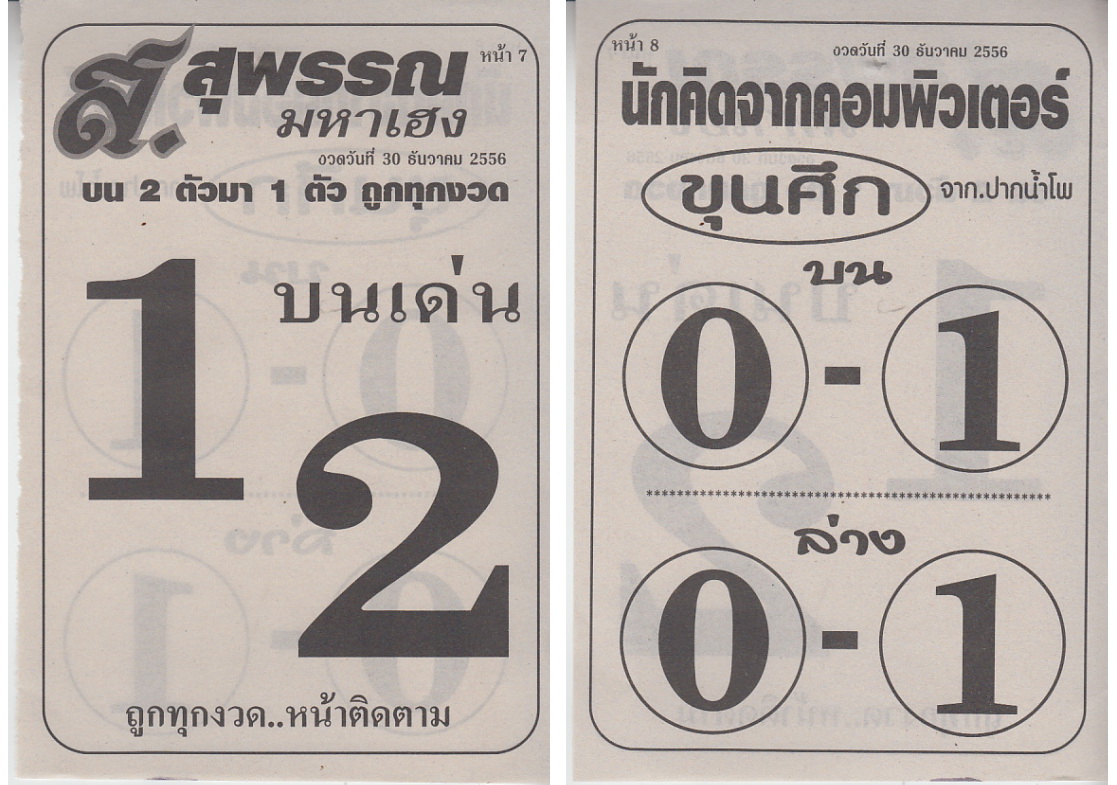 ส. สุพรรณ หน้า 7
มหาเฮง
งวดวันที่ 30 ธันวาคม 2556
บน 2 ตัวมา 1 ตัว ถูกทุกงวด
บนเด่น
1
2
ถูกทุกงวด..หน้าติดตาม
หน้า 8 งวดวันที่ 30 ธันวาคม 2556
นักคิดจากคอมพิวเตอร์
ขุนศึก จาก.ปากน้ำโพ
บน
0 - 1
********************************************************
ล่าง
0 - 1